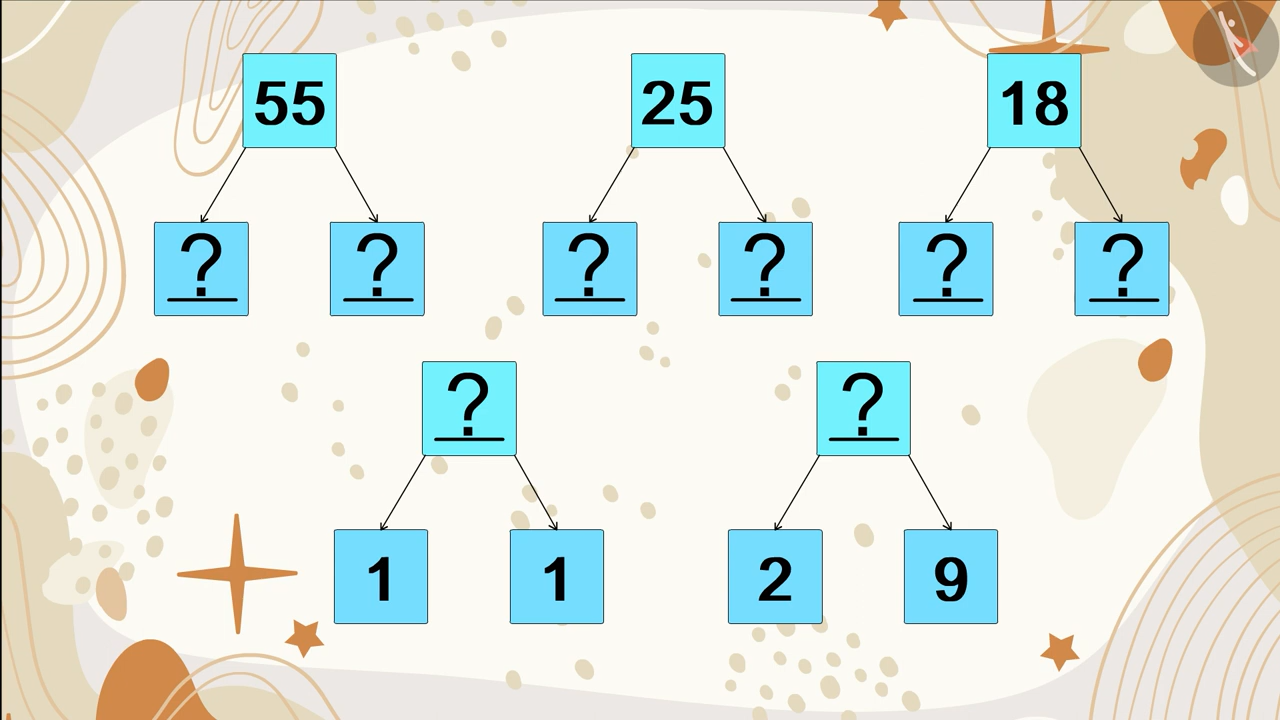 55 25 18
? ? ? ? ? ?
? ?
1 1 2 9